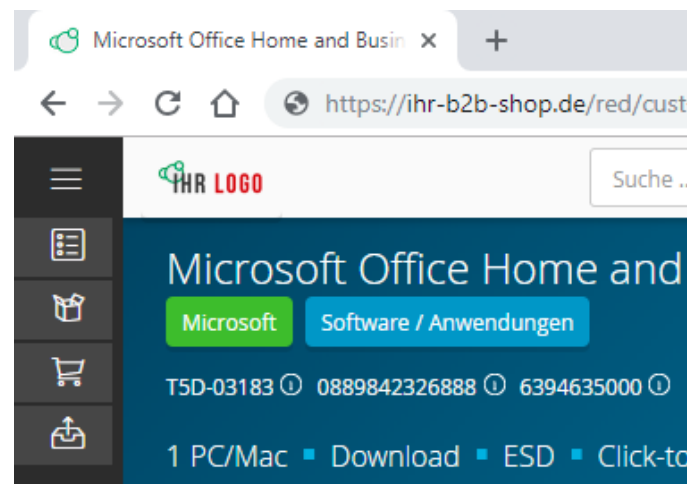 Microsoft Office Home and Busin
https://ihr-b2b-shop.de/red/cust
IHR LOGO
Suche ..
Microsoft Office Home and
Microsoft
Software / Anwendungen
T5D-03183 0889842326888 6394635000
1 PC/Mac ▪ Download ▪ ESD ▪ Click-to